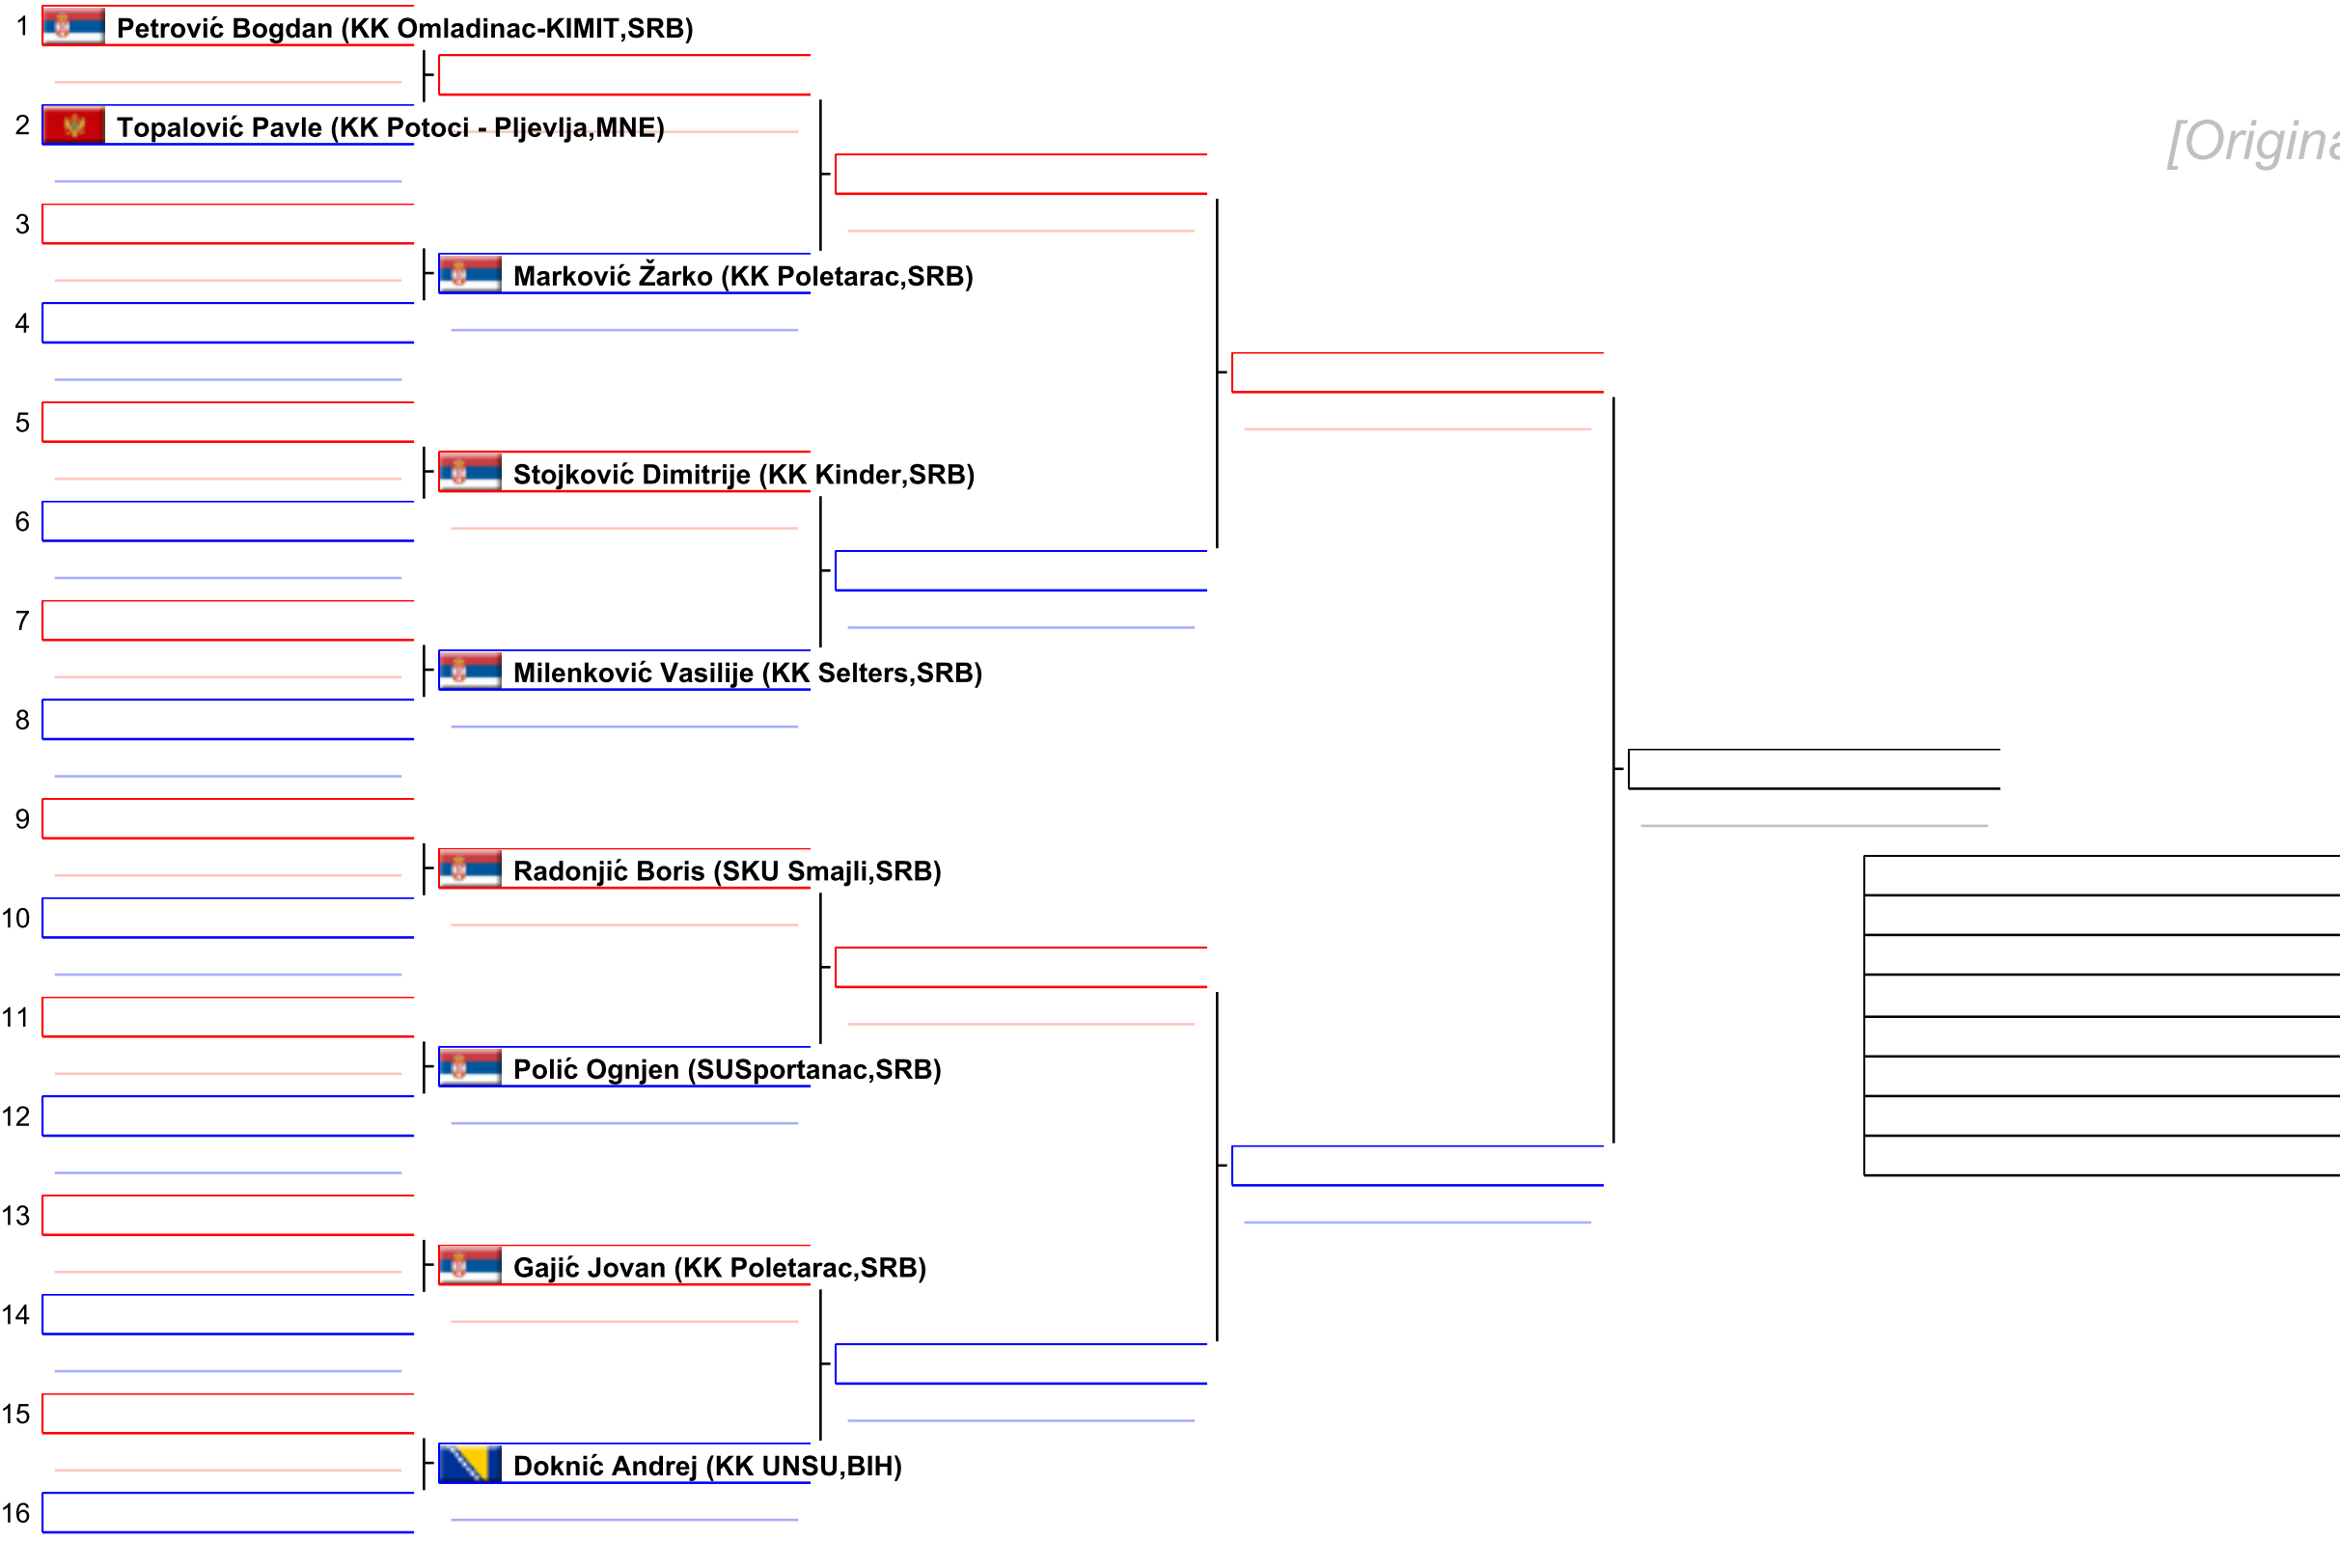 1 Petrović Bogdan (KK Omladinac-KIMIT,SRB)
2 Topalović Pavle (KK Potoci - Pljevlja,MNE)
[Origina
3
Marković Žarko (KK Poletarac,SRB)
4
5
Stojković Dimitrije (KK Kinder,SRB)
6
7
Milenković Vasilije (KK Selters,SRB)
8
9
Radonjić Boris (SKU Smajli,SRB)
10
11
Polić Ognjen (SUSportanac,SRB)
12
13
Gajić Jovan (KK Poletarac,SRB)
14
15
Doknić Andrej (KK UNSU,BIH)
16